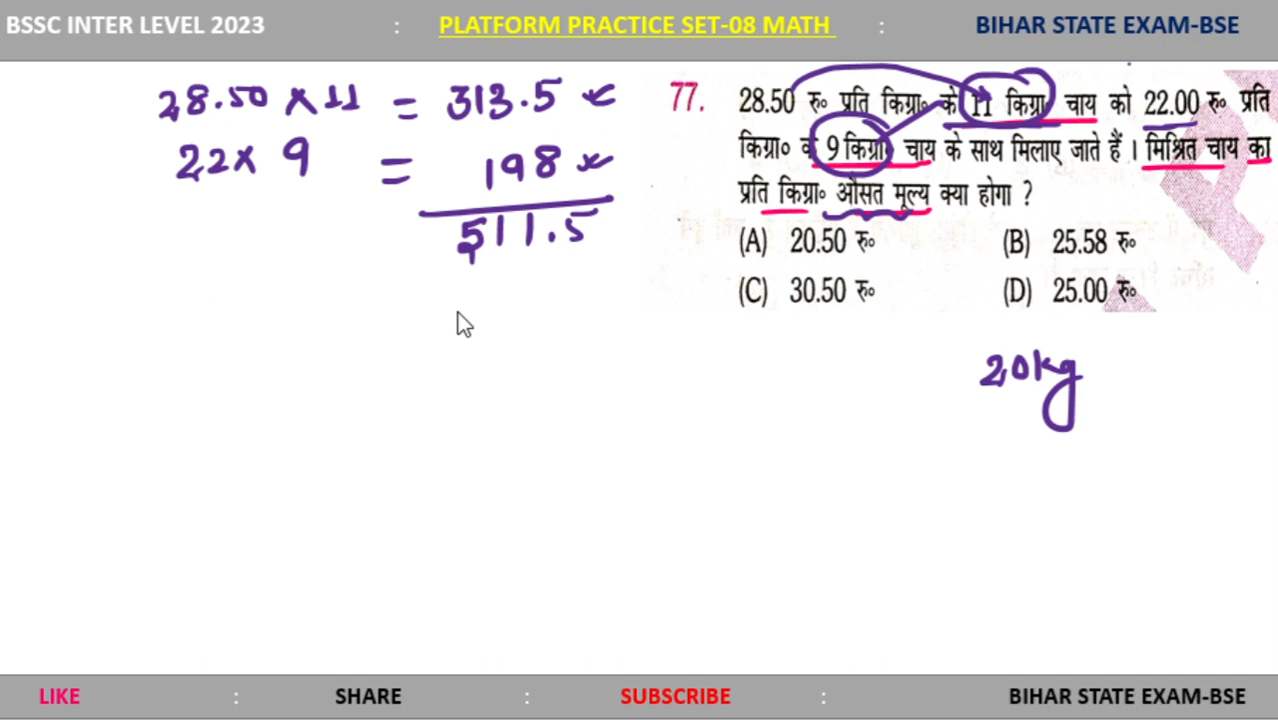 BSSC INTER LEVEL 2023 : PLATFORM PRACTICE SET-08 MATH : BIHAR STATE EXAM-BSE
28.50 × 11 = 313.5
22 × 9 = 198
511.5
77. 28.50 रु० प्रति किग्रा० के 11 किग्रा० चाय को 22.00 रु० प्रति
किग्रा० के 9 किग्रा० चाय के साथ मिलाए जाते हैं । मिश्रित चाय का
प्रति किग्रा० औसत मूल्य क्या होगा ?
(A) 20.50 रु० (B) 25.58 रु०
(C) 30.50 रु० (D) 25.00 रु०
20kg
LIKE : SHARE : SUBSCRIBE : BIHAR STATE EXAM-BSE